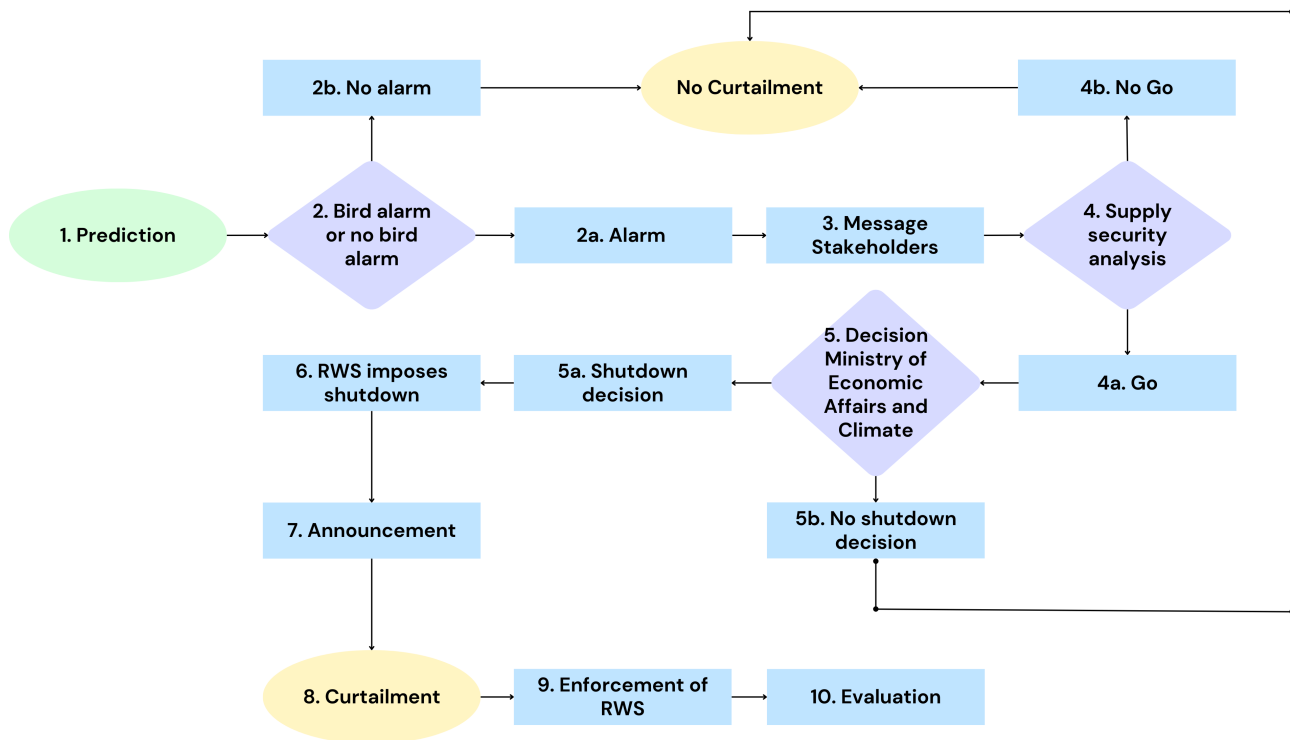 2b. No alarm
No Curtailment
4b. No Go
1. Prediction
2. Bird alarm
or no bird
alarm
2a. Alarm
3. Message
Stakeholders
4. Supply
security
analysis
6. RWS imposes
shutdown
5a. Shutdown
decision
5. Decision
Ministry of
Economic
Affairs and
Climate
4a. Go
7. Announcement
5b. No shutdown
decision
8. Curtailment
9. Enforcement of
RWS
10. Evaluation